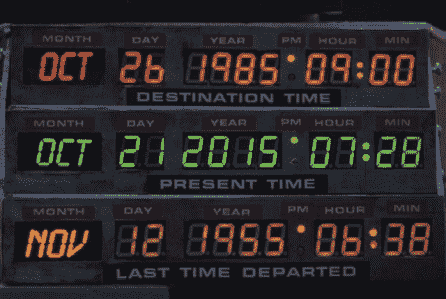 MONTH DAY YEAR PM HOUR MIN
OCT 26 1985 09:00
DESTINATION TIME
MONTH DAY YEAR PM HOUR MIN
OCT 21 2015 07:28
PRESENT TIME
MONTH DAY YEAR PM HOUR MIN
NOV 12 1955 06:38
LAST TIME DEPARTED